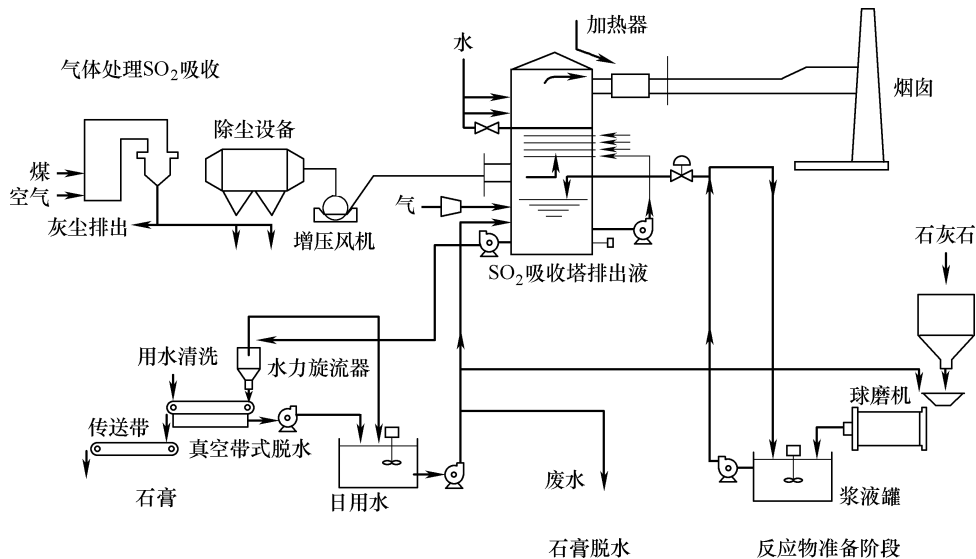 加热器
水
气体处理SO₂吸收
烟囱
除尘设备
煤
空气
气
灰尘排出
增压风机
石灰石
SO₂吸收塔排出液
用水清洗
水力旋流器
球磨机
传送带
真空带式脱水
废水
石膏
日用水
浆液罐
石膏脱水
反应物准备阶段